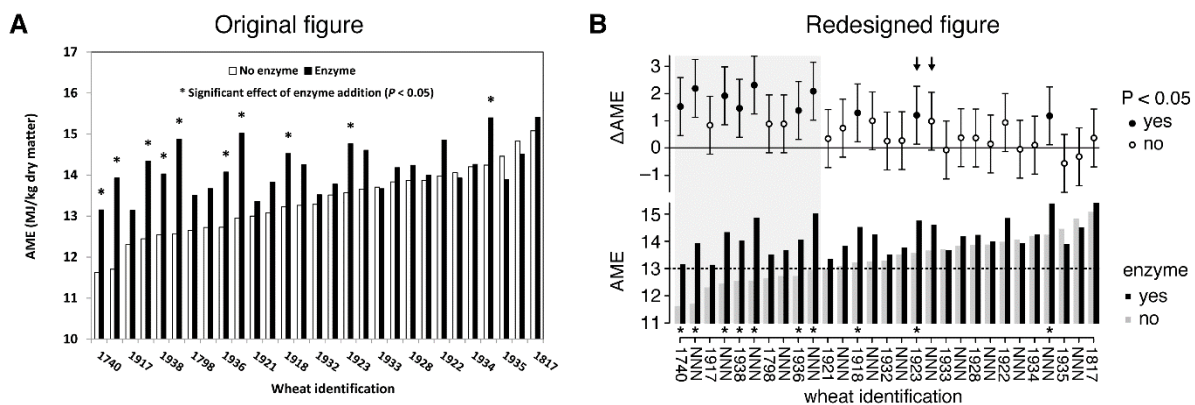 A
Original figure
17
16
15
14
13
12
11
10
AME (MJ/kg dry matter)
No enzyme Enzyme
* Significant effect of enzyme addition (P < 0.05)
* * * * * * * * * *
1740 1917 1938 1798 1936 1921 1918 1932 1923 1933 1928 1922 1934 1935 1817
Wheat identification
B
Redesigned figure
3
2
1
0
−1
ΔAME
P < 0.05
yes
no
15
14
13
12
11
AME
enzyme
yes
no
* * * * * * * * * *
1740 NNN 1917 NNN 1938 NNN 1798 NNN 1936 NNN 1921 NNN 1918 NNN 1932 NNN 1923 NNN 1933 NNN 1928 NNN 1922 NNN 1934 NNN 1935 NNN 1817
wheat identification